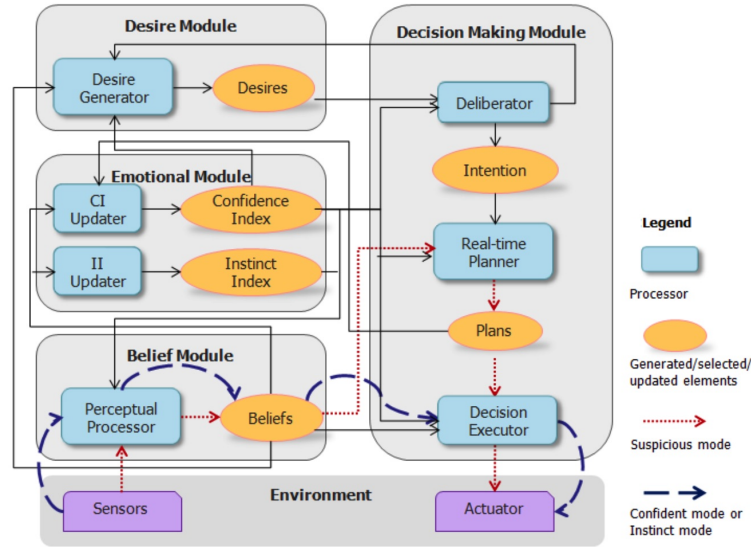 Desire Module
Decision Making Module
Desire
Generator
Desires
Deliberator
Emotional Module
Intention
CI
Updater
Confidence
Index
Real-time
Planner
II
Updater
Instinct
Index
Plans
Belief Module
Perceptual
Processor
Beliefs
Decision
Executor
Environment
Sensors
Actuator
Legend
Processor
Generated/selected/
updated elements
Suspicious mode
Confident mode or
Instinct mode